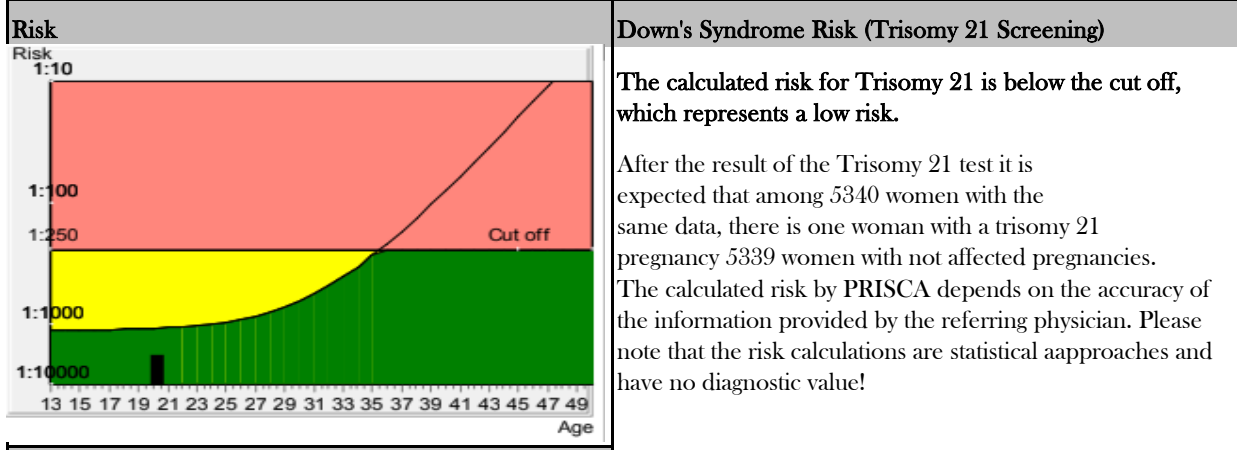 Risk
Risk
1:10
1:100
1:250
Cut off
1:1000
1:10000
13 15 17 19 21 23 25 27 29 31 33 35 37 39 41 43 45 47 49
Age
Down's Syndrome Risk (Trisomy 21 Screening)
The calculated risk for Trisomy 21 is below the cut off,
which represents a low risk.
After the result of the Trisomy 21 test it is
expected that among 5340 women with the
same data, there is one woman with a trisomy 21
pregnancy 5339 women with not affected pregnancies.
The calculated risk by PRISCA depends on the accuracy of
the information provided by the referring physician. Please
note that the risk calculations are statistical aapproaches and
have no diagnostic value!